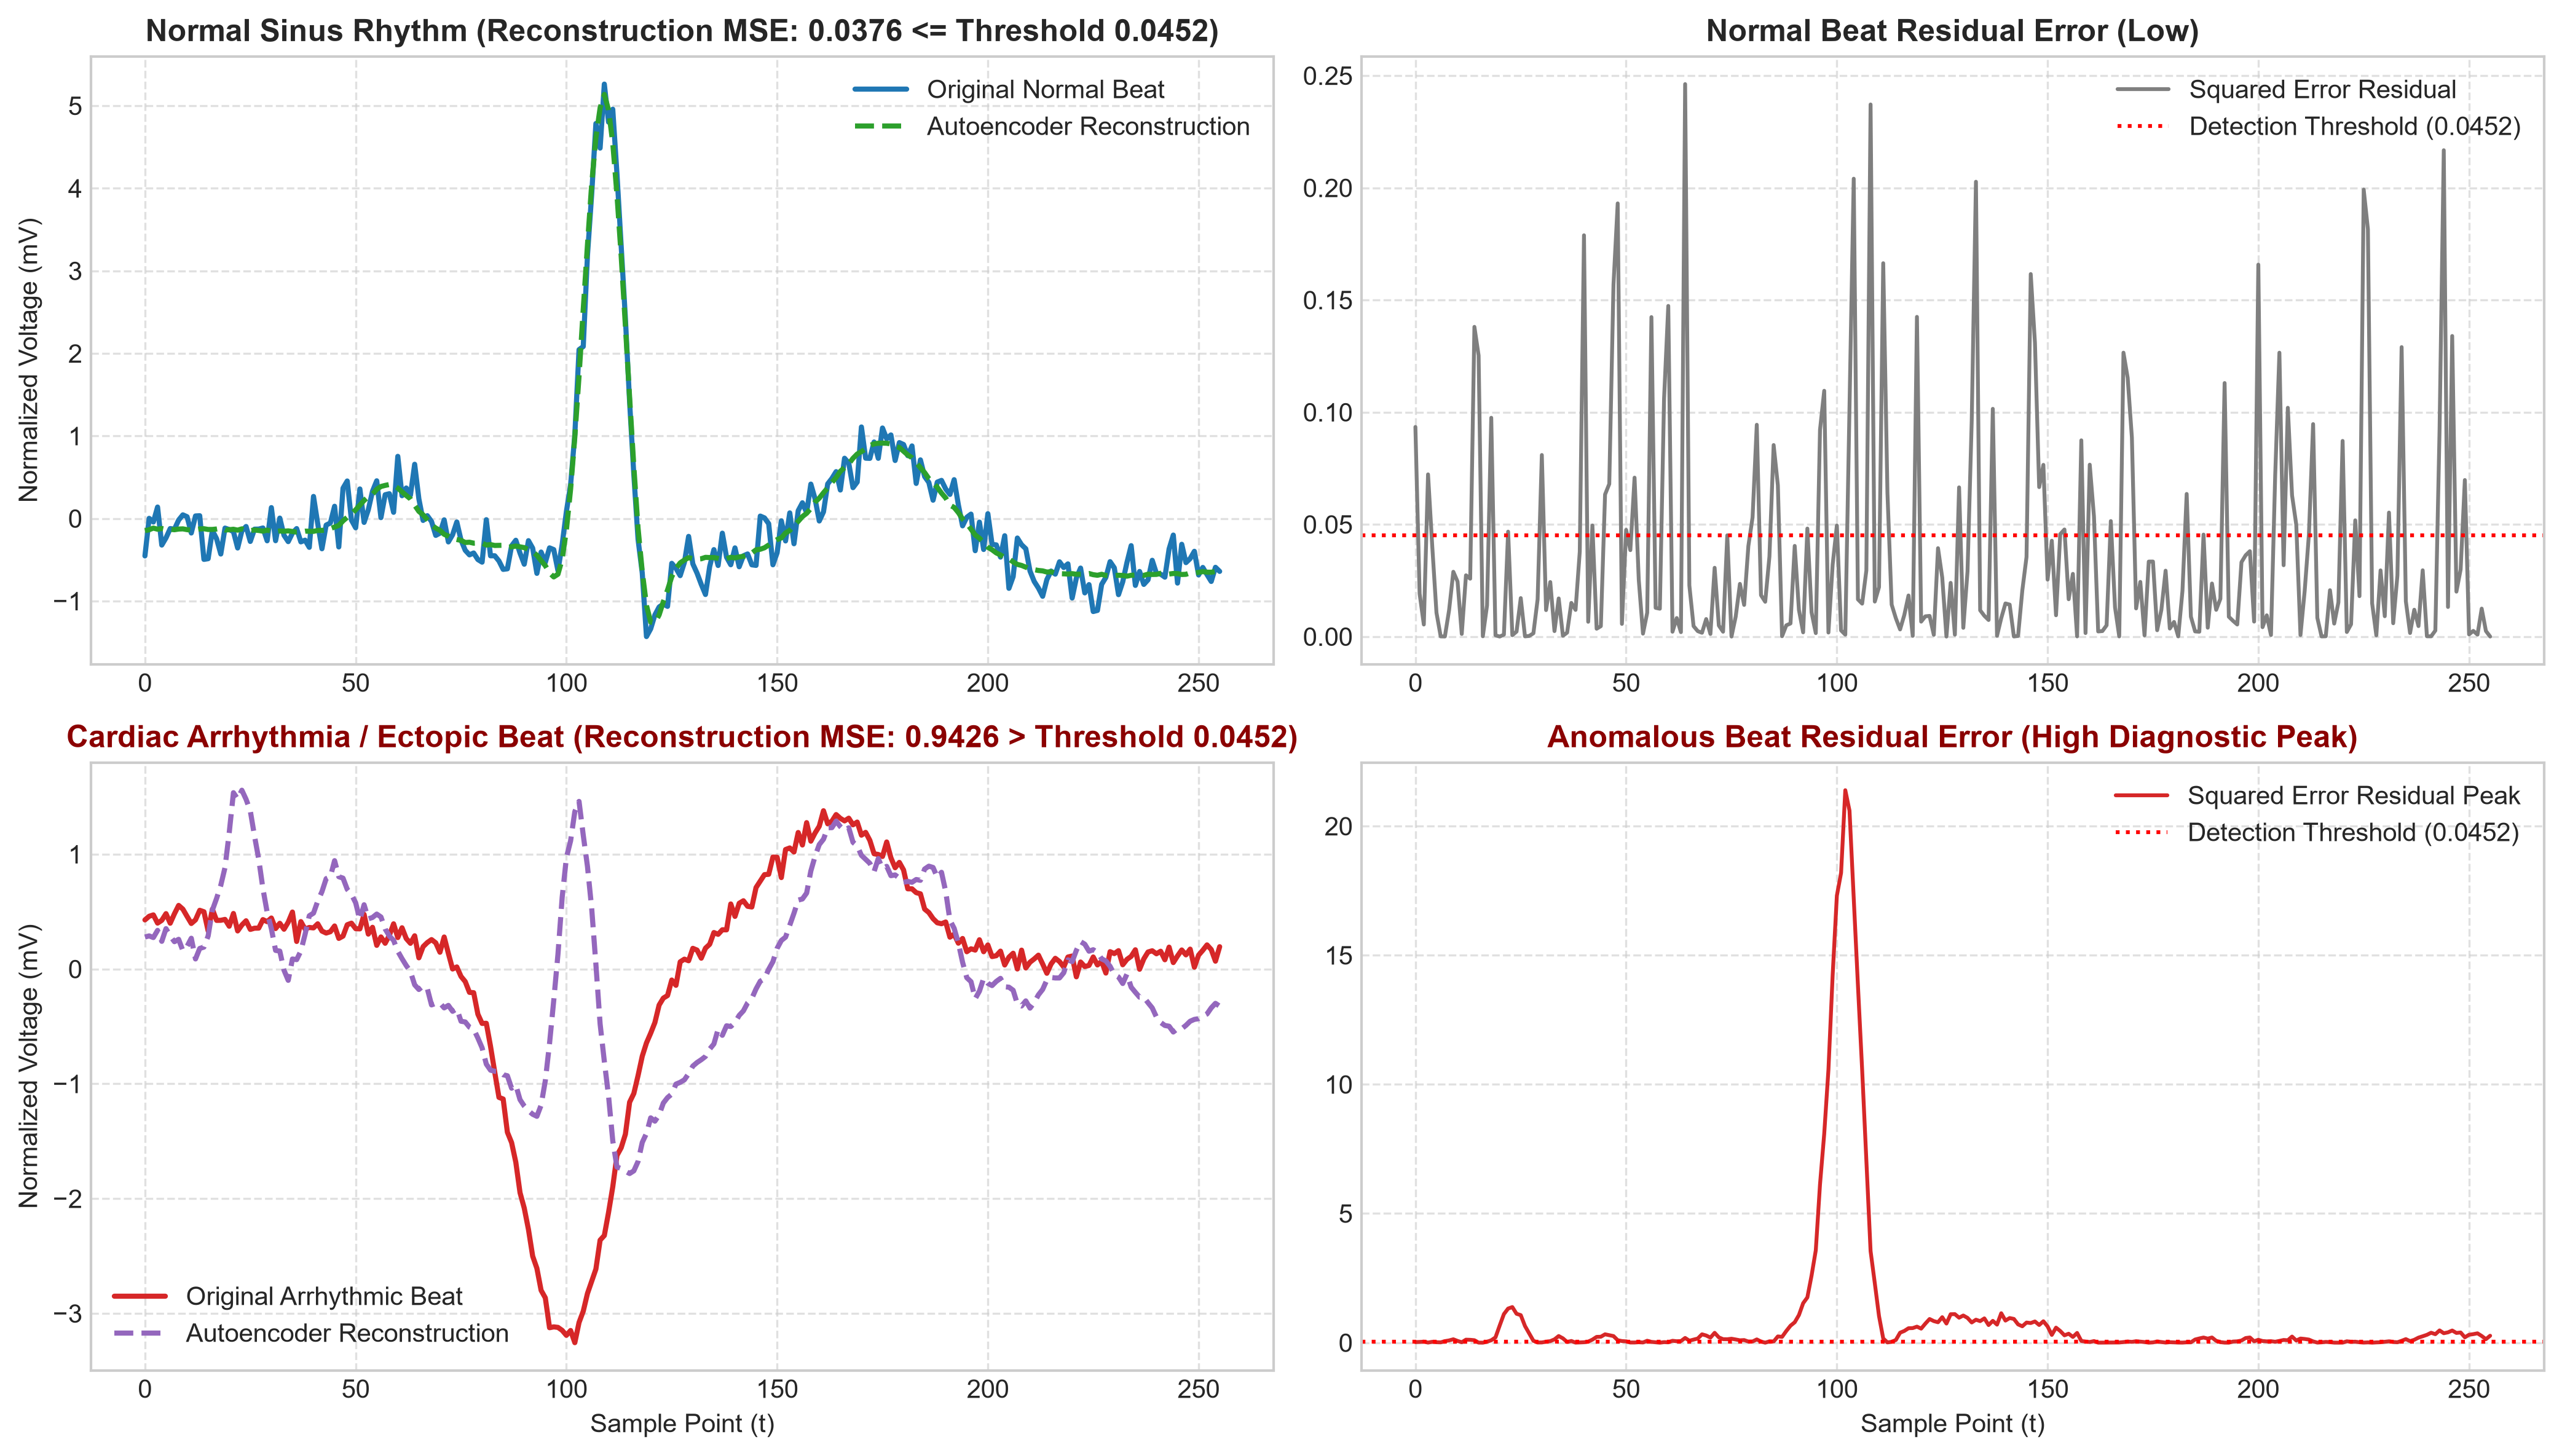 Normal Sinus Rhythm (Reconstruction MSE: 0.0376 <= Threshold 0.0452)
Original Normal Beat
Autoencoder Reconstruction
Normalized Voltage (mV)
5
4
3
2
1
0
−1
0 50 100 150 200 250
Normal Beat Residual Error (Low)
Squared Error Residual
Detection Threshold (0.0452)
0.25
0.20
0.15
0.10
0.05
0.00
0 50 100 150 200 250
Cardiac Arrhythmia / Ectopic Beat (Reconstruction MSE: 0.9426 > Threshold 0.0452)
Normalized Voltage (mV)
1
0
−1
−2
−3
Original Arrhythmic Beat
Autoencoder Reconstruction
0 50 100 150 200 250
Sample Point (t)
Anomalous Beat Residual Error (High Diagnostic Peak)
Squared Error Residual Peak
Detection Threshold (0.0452)
20
15
10
5
0
0 50 100 150 200 250
Sample Point (t)